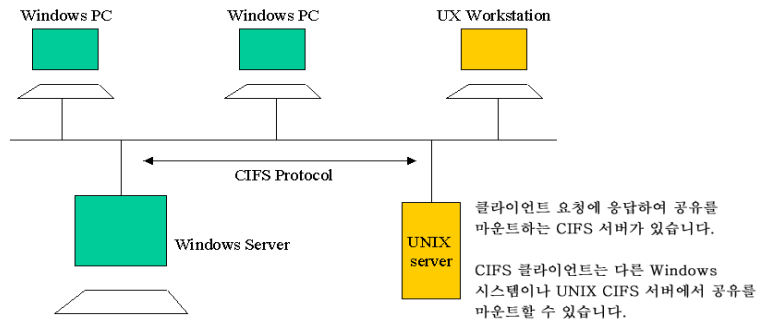 Windows PC
Windows PC
UX Workstation
CIFS Protocol
Windows Server
UNIX
server
클라이언트 요청에 응답하여 공유를
마운트하는 CIFS 서버가 있습니다.
CIFS 클라이언트는 다른 Windows
시스템이나 UNIX CIFS 서버에서 공유를
마운트할 수 있습니다.